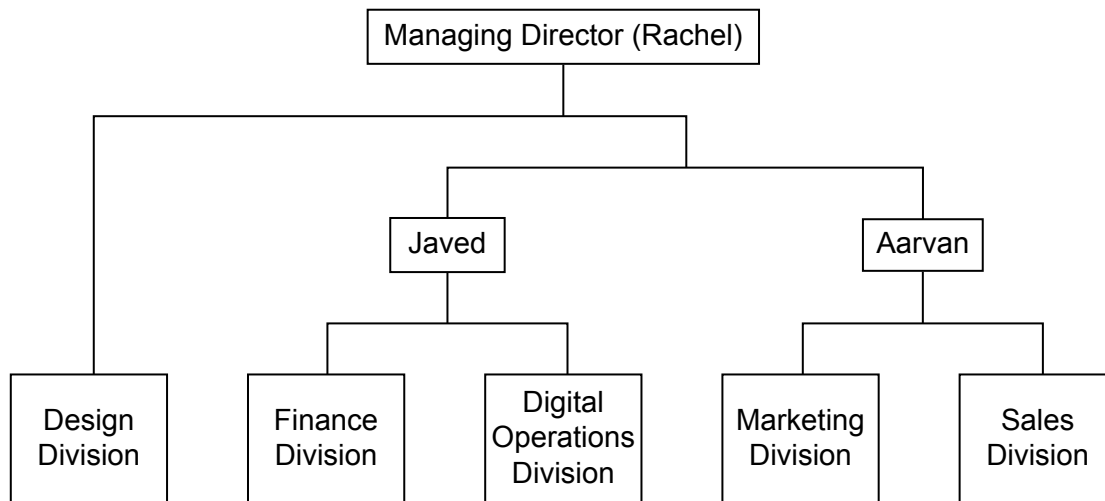 Managing Director (Rachel)
Javed
Aarvan
Design
Division
Finance
Division
Digital
Operations
Division
Marketing
Division
Sales
Division